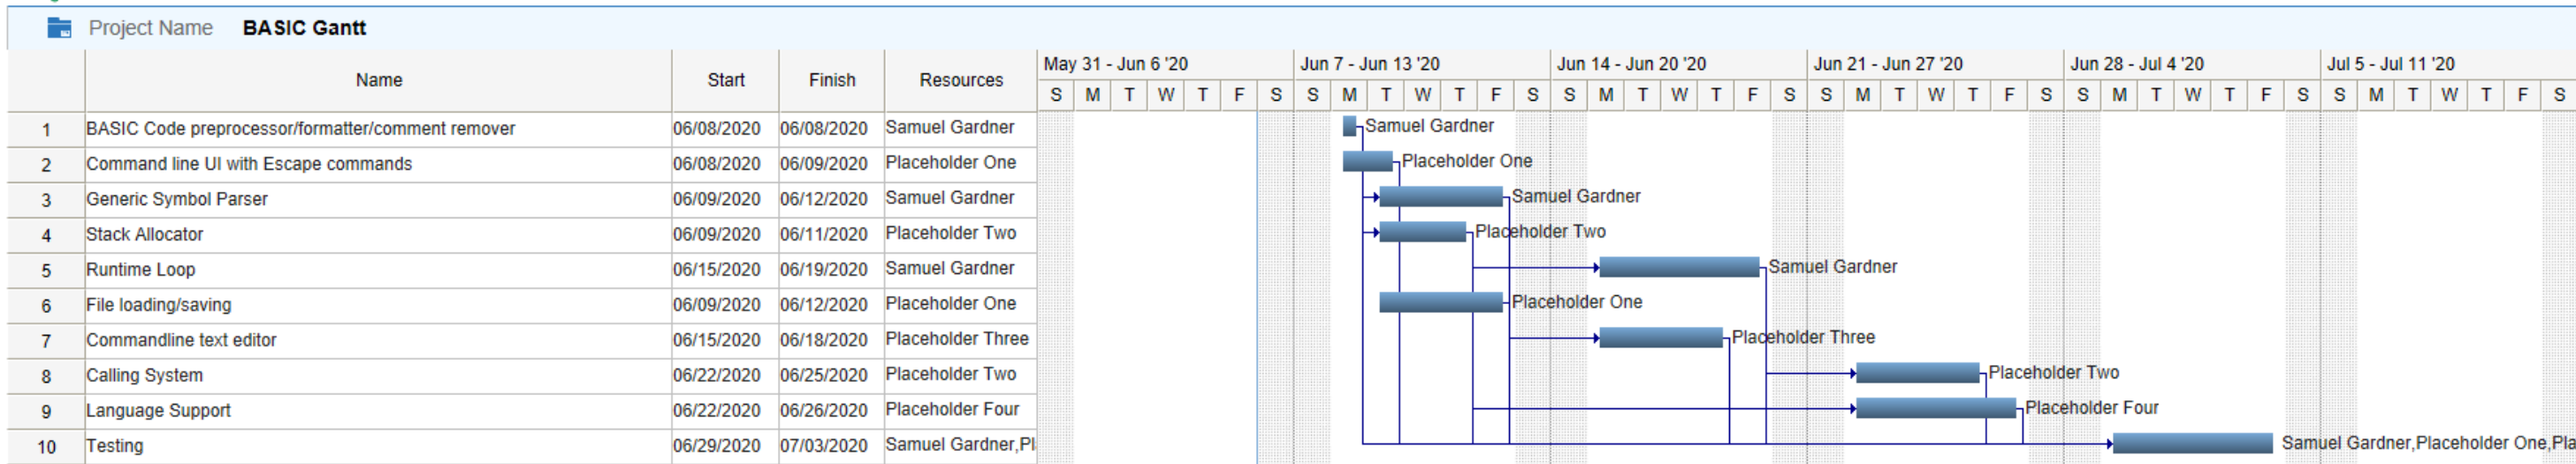 Project Name BASIC Gantt
Name Start Finish Resources May 31 - Jun 6 '20 Jun 7 - Jun 13 '20 Jun 14 - Jun 20 '20 Jun 21 - Jun 27 '20 Jun 28 - Jul 4 '20 Jul 5 - Jul 11 '20
S M T W T F S S M T W T F S S M T W T F S S M T W T F S S M T W T F S S M T W T F S
1 BASIC Code preprocessor/formatter/comment remover 06/08/2020 06/08/2020 Samuel Gardner Samuel Gardner
2 Command line UI with Escape commands 06/08/2020 06/09/2020 Placeholder One Placeholder One
3 Generic Symbol Parser 06/09/2020 06/12/2020 Samuel Gardner Samuel Gardner
4 Stack Allocator 06/09/2020 06/11/2020 Placeholder Two Placeholder Two
5 Runtime Loop 06/15/2020 06/19/2020 Samuel Gardner Samuel Gardner
6 File loading/saving 06/09/2020 06/12/2020 Placeholder One Placeholder One
7 Commandline text editor 06/15/2020 06/18/2020 Placeholder Three Placeholder Three
8 Calling System 06/22/2020 06/25/2020 Placeholder Two Placeholder Two
9 Language Support 06/22/2020 06/26/2020 Placeholder Four Placeholder Four
10 Testing 06/29/2020 07/03/2020 Samuel Gardner,Pl Samuel Gardner,Placeholder One,Pla